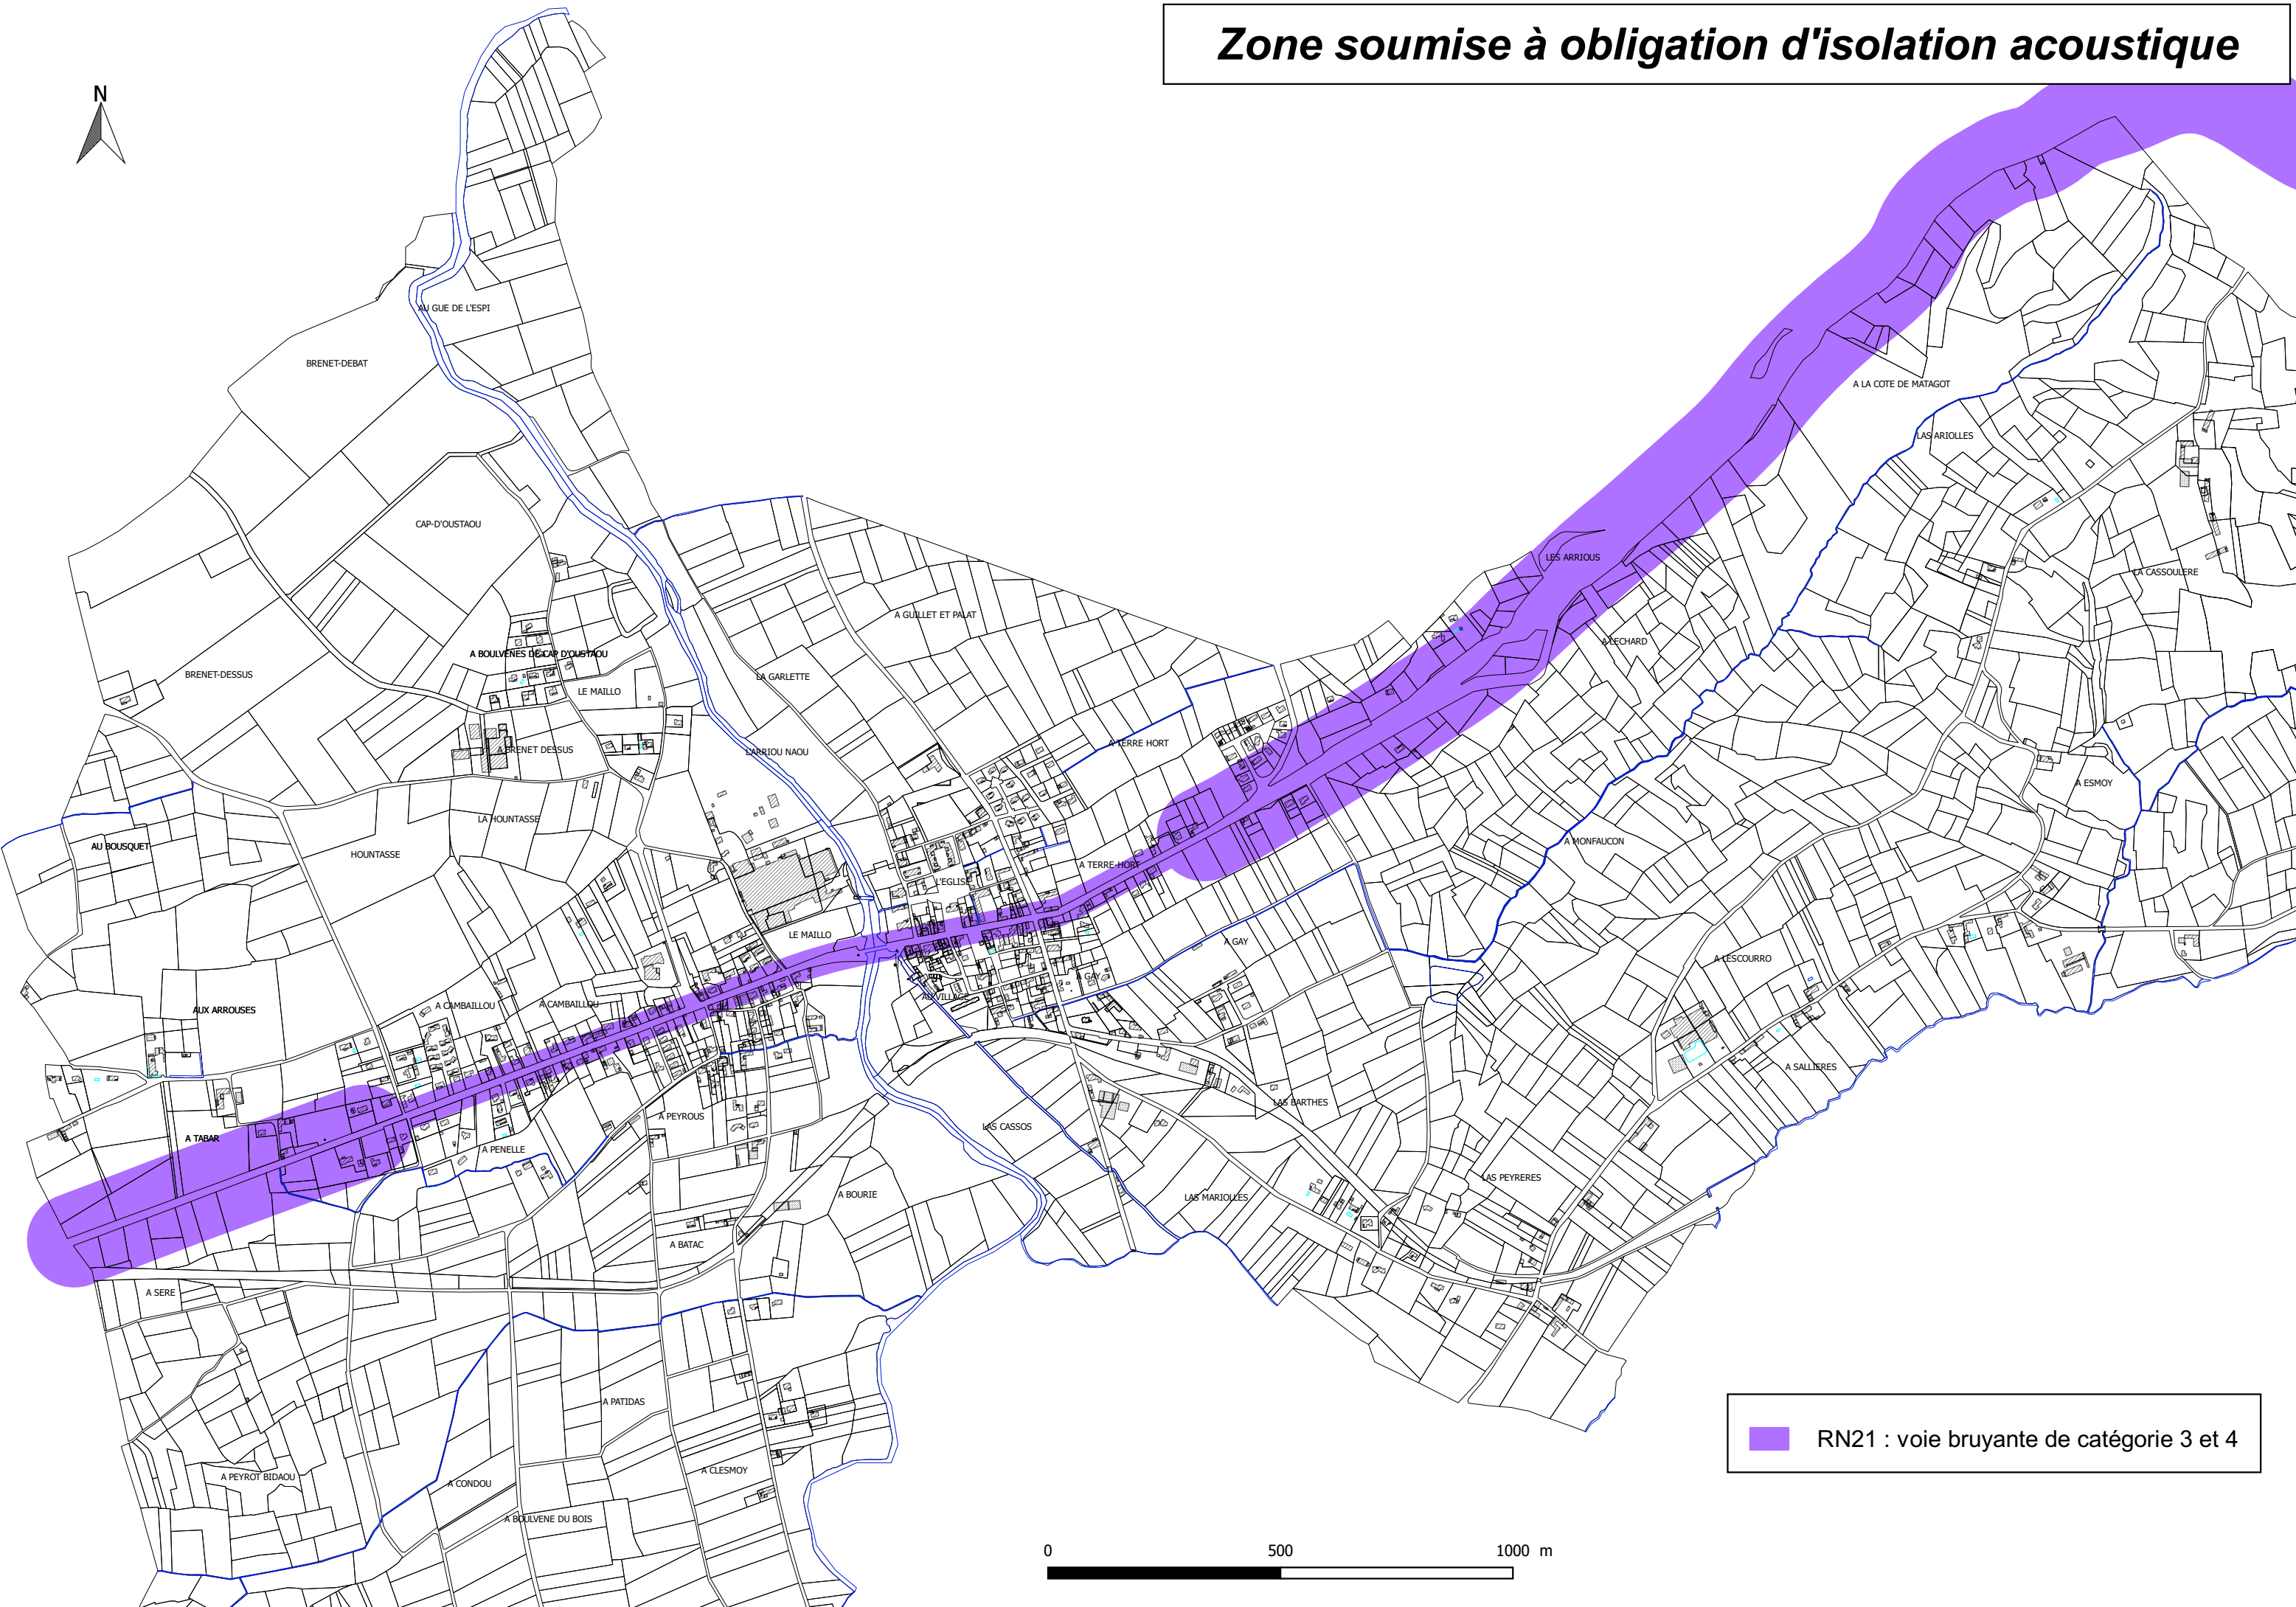 Zone soumise à obligation d'isolation acoustique
N
AU GUE DE L'ESPI
BRENET-DEBAT
A LA COTE DE MATAGOT
LAS ARIOLLES
CAP-D'OUSTAOU
LES ARRIOUS
LA CASSOULERE
A GUILLET ET PALAT
A LECHARD
A BOULVENES DE CAP D'OUSTAOU
BRENET-DESSUS
LA GARLETTE
LE MAILLO
A BRENET DESSUS
LARRIOU NAOU
A TERRE HORT
A ESMOY
LA HOUNTASSE
AU BOUSQUET
HOUNTASSE
A MONFAUCON
A TERRE-HORT
L'EGLISE
LE MAILLO
A GAY
A LESCOURRO
A GAY
AU VILLAGE
A CAMBAILLOU
A CAMBAILLOU
AUX ARROUSES
A SALLIERES
LAS BARTHES
A PEYROUS
LAS CASSOS
A TABAR
A PENELLE
LAS PEYRERES
A BOURIE
LAS MARIOLLES
A BATAC
A SERE
A PATIDAS
RN21 : voie bruyante de catégorie 3 et 4
A CLESMOY
A PEYROT BIDAOU
A CONDOU
A BOULVENE DU BOIS
0 500 1000 m